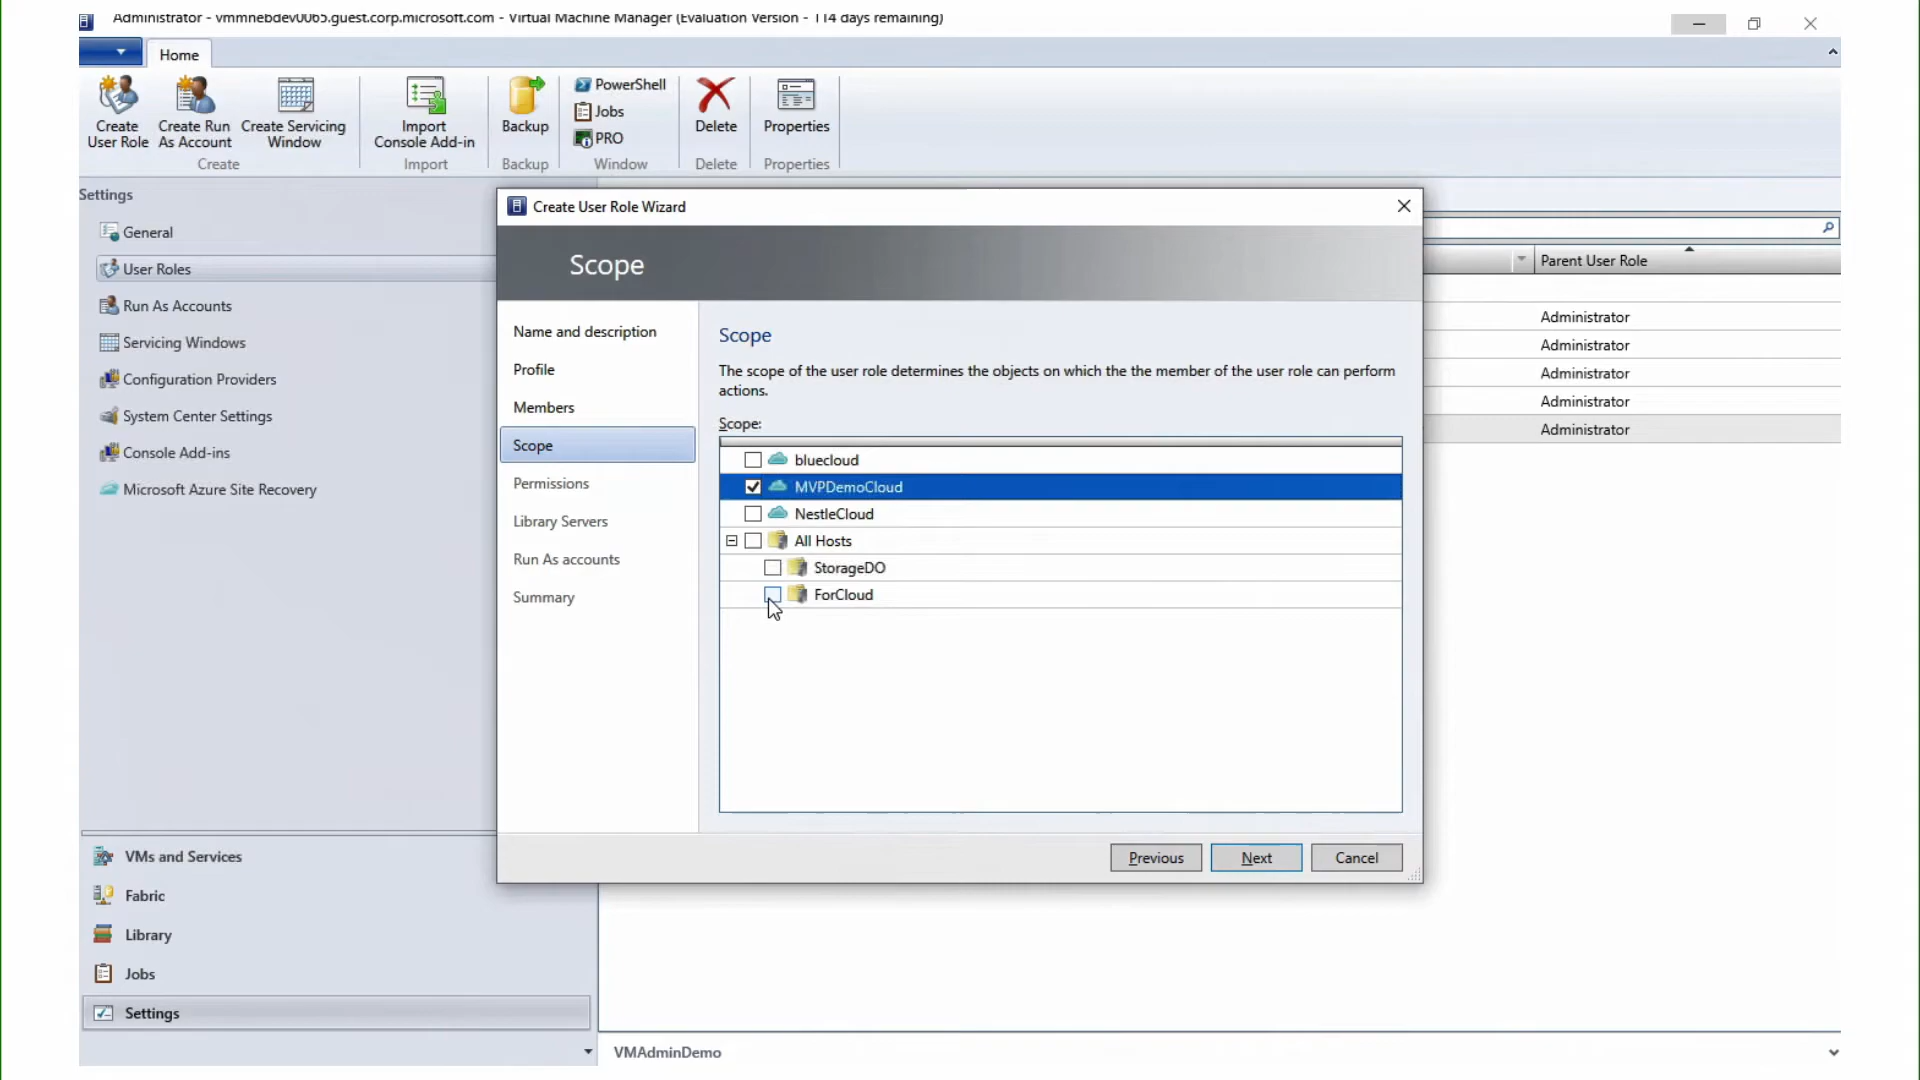 Administrator - vmmnebdev0065.guest.corp.microsoft.com - Virtual Machine Manager (Evaluation Version - 114 days remaining)
Home
Create User Role
Create Run As Account
Create Servicing Window
Create
Import Console Add-in
Import
Backup
Backup
PowerShell
Jobs
PRO
Window
Delete
Delete
Properties
Properties
Settings
General
User Roles
Run As Accounts
Servicing Windows
Configuration Providers
System Center Settings
Console Add-ins
Microsoft Azure Site Recovery
VMs and Services
Fabric
Library
Jobs
Settings
Create User Role Wizard
Scope
Name and description
Profile
Members
Scope
Permissions
Library Servers
Run As accounts
Summary
Scope
The scope of the user role determines the objects on which the the member of the user role can perform
actions.
Scope:
bluecloud
MVPDemoCloud
NestleCloud
All Hosts
StorageDO
ForCloud
Previous
Next
Cancel
Parent User Role
Administrator
Administrator
Administrator
Administrator
Administrator
VMAdminDemo